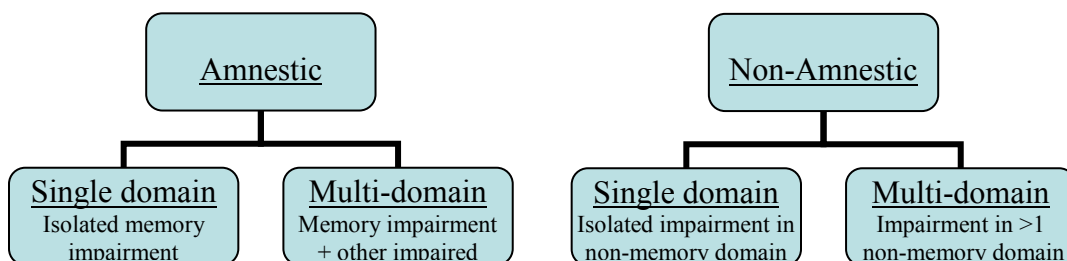 Amnestic
Single domain
Isolated memory
impairment
Multi-domain
Memory impairment
+ other impaired
Non-Amnestic
Single domain
Isolated impairment in
non-memory domain
Multi-domain
Impairment in >1
non-memory domain